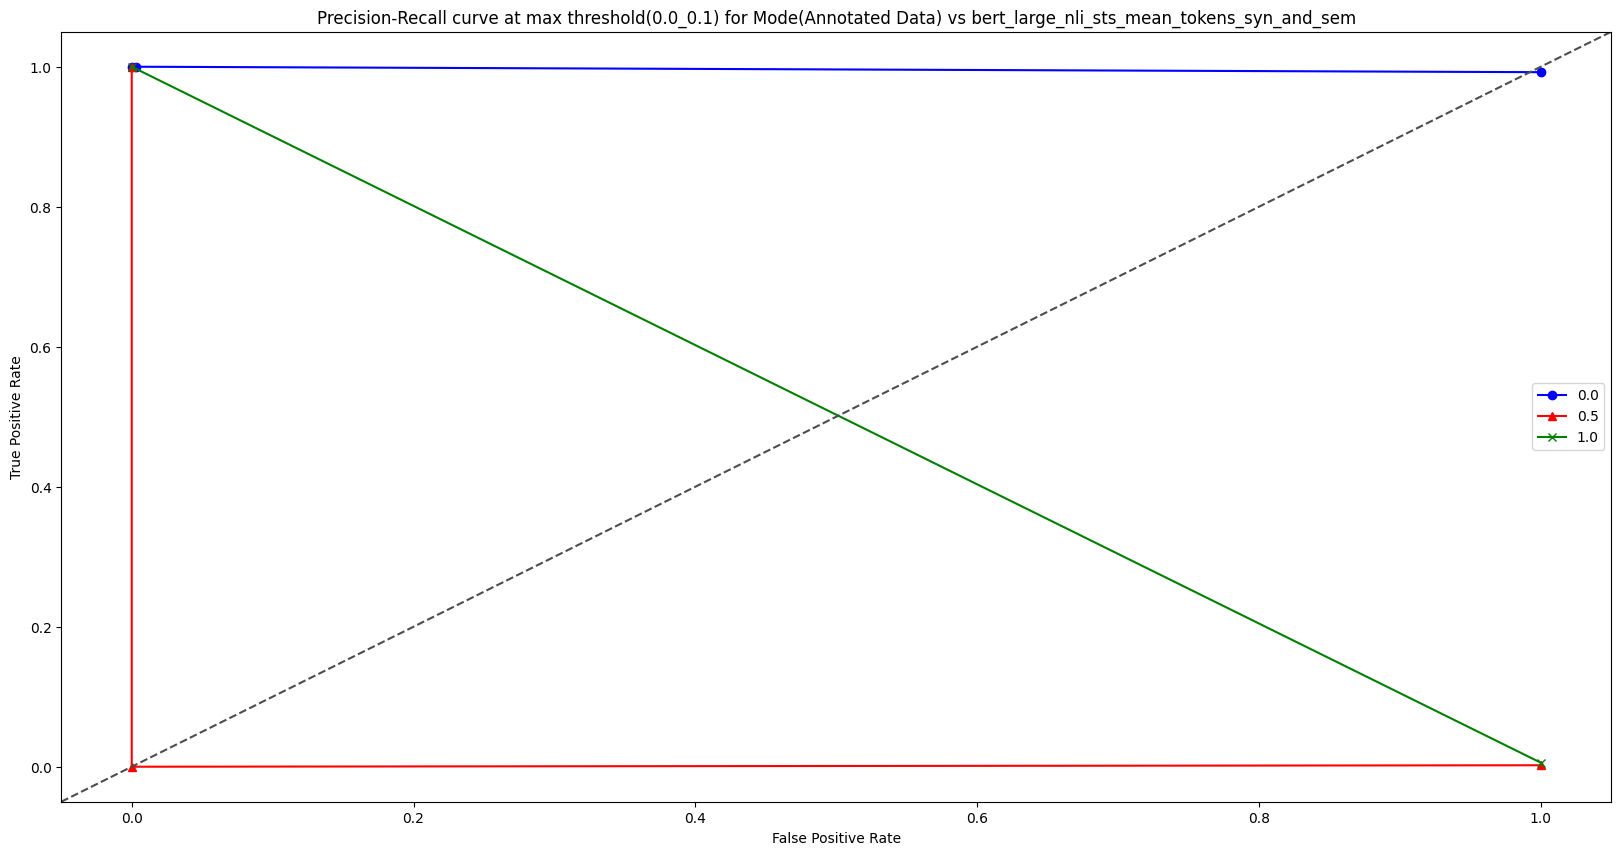 Precision-Recall curve at max threshold(0.0_0.1) for Mode(Annotated Data) vs bert_large_nli_sts_mean_tokens_syn_and_sem
1.0
0.8
0.6
0.4
0.2
0.0
True Positive Rate
0.0
0.5
1.0
0.0 0.2 0.4 0.6 0.8 1.0
False Positive Rate